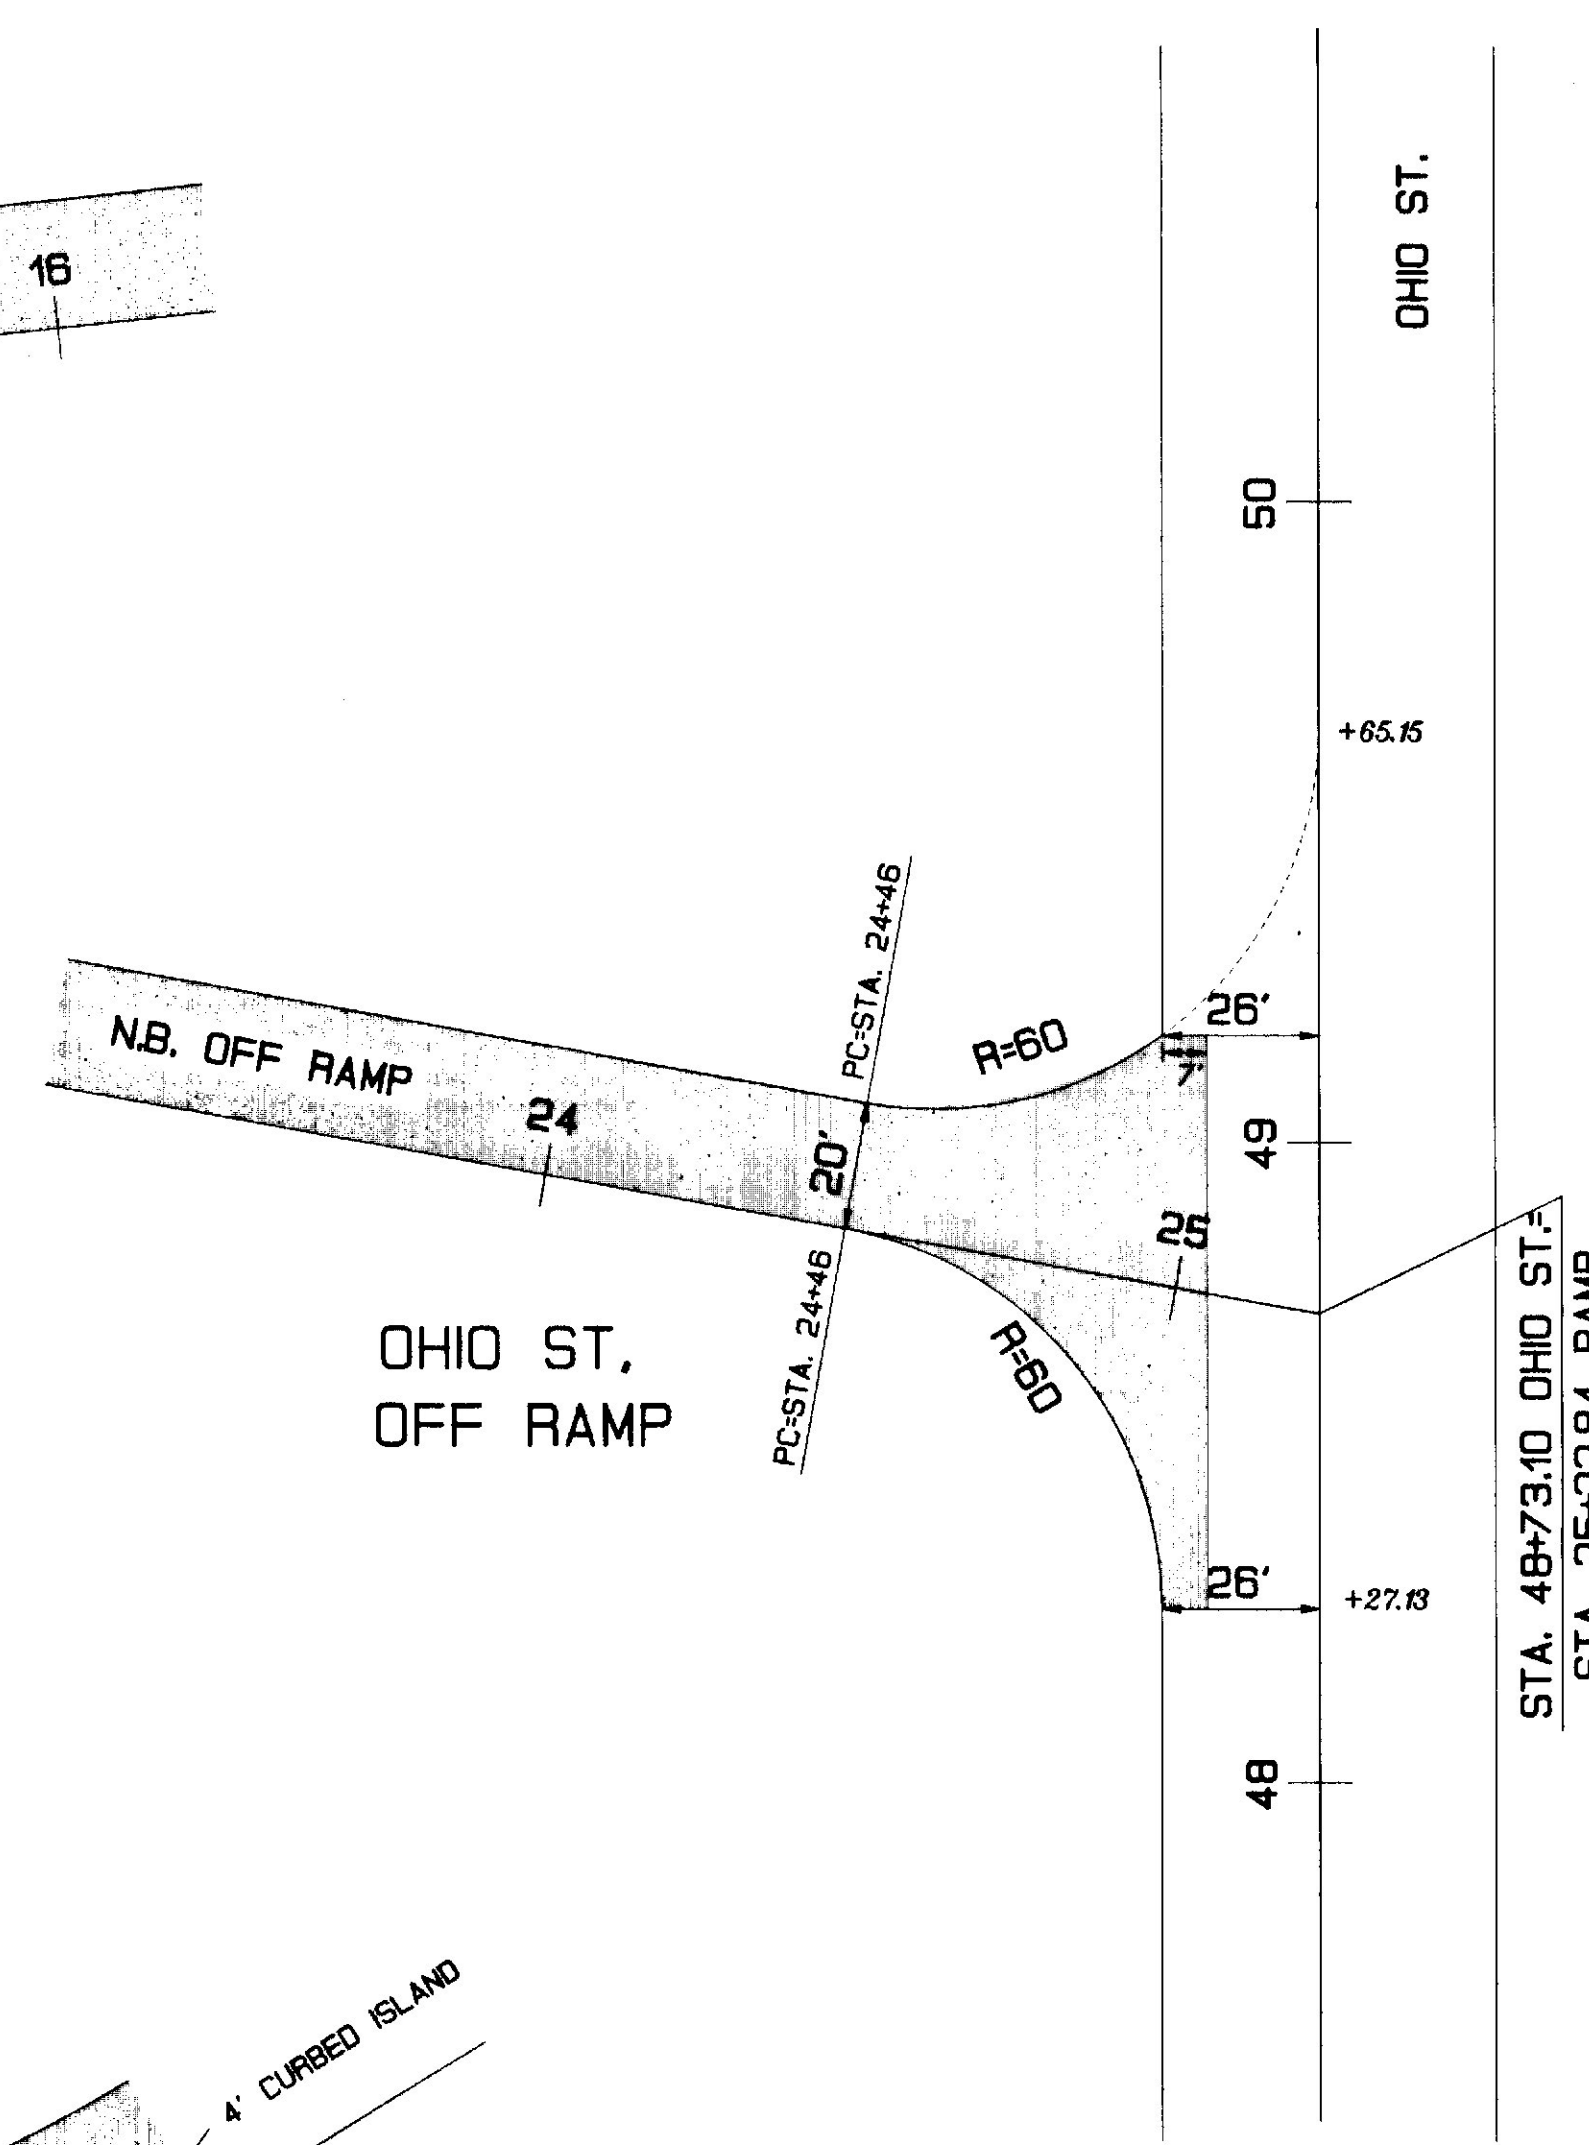 16
OHIO ST.
50
+65.15
PC=STA. 24+46
26'
R=60
7'
N.B. OFF RAMP
24
20'
49
25
PC=STA. 24+46
R=60
OHIO ST.
OFF RAMP
STA. 48+73.10 OHIO ST.=
26'
+27.13
48
4' CURBED ISLAND